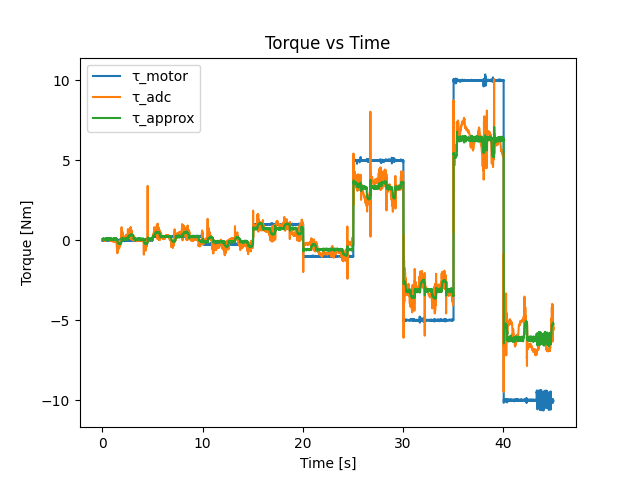 Torque vs Time
τ_motor
τ_adc
τ_approx
Torque [Nm]
10
5
0
−5
−10
0
10
20
30
40
Time [s]